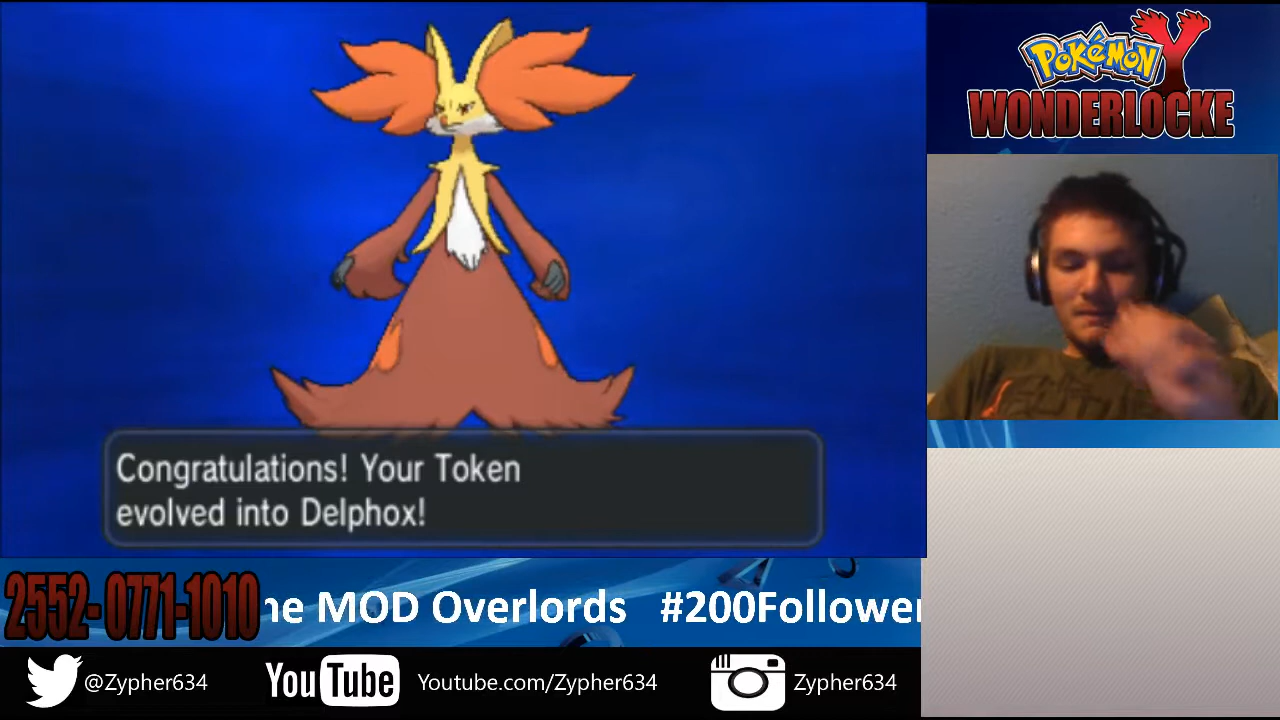 POKéMON Y
WONDERLOCKE
Congratulations! Your Token
evolved into Delphox!
2552-0771-1010 he MOD Overlords #200Follower
@Zypher634 YouTube Youtube.com/Zypher634 Zypher634